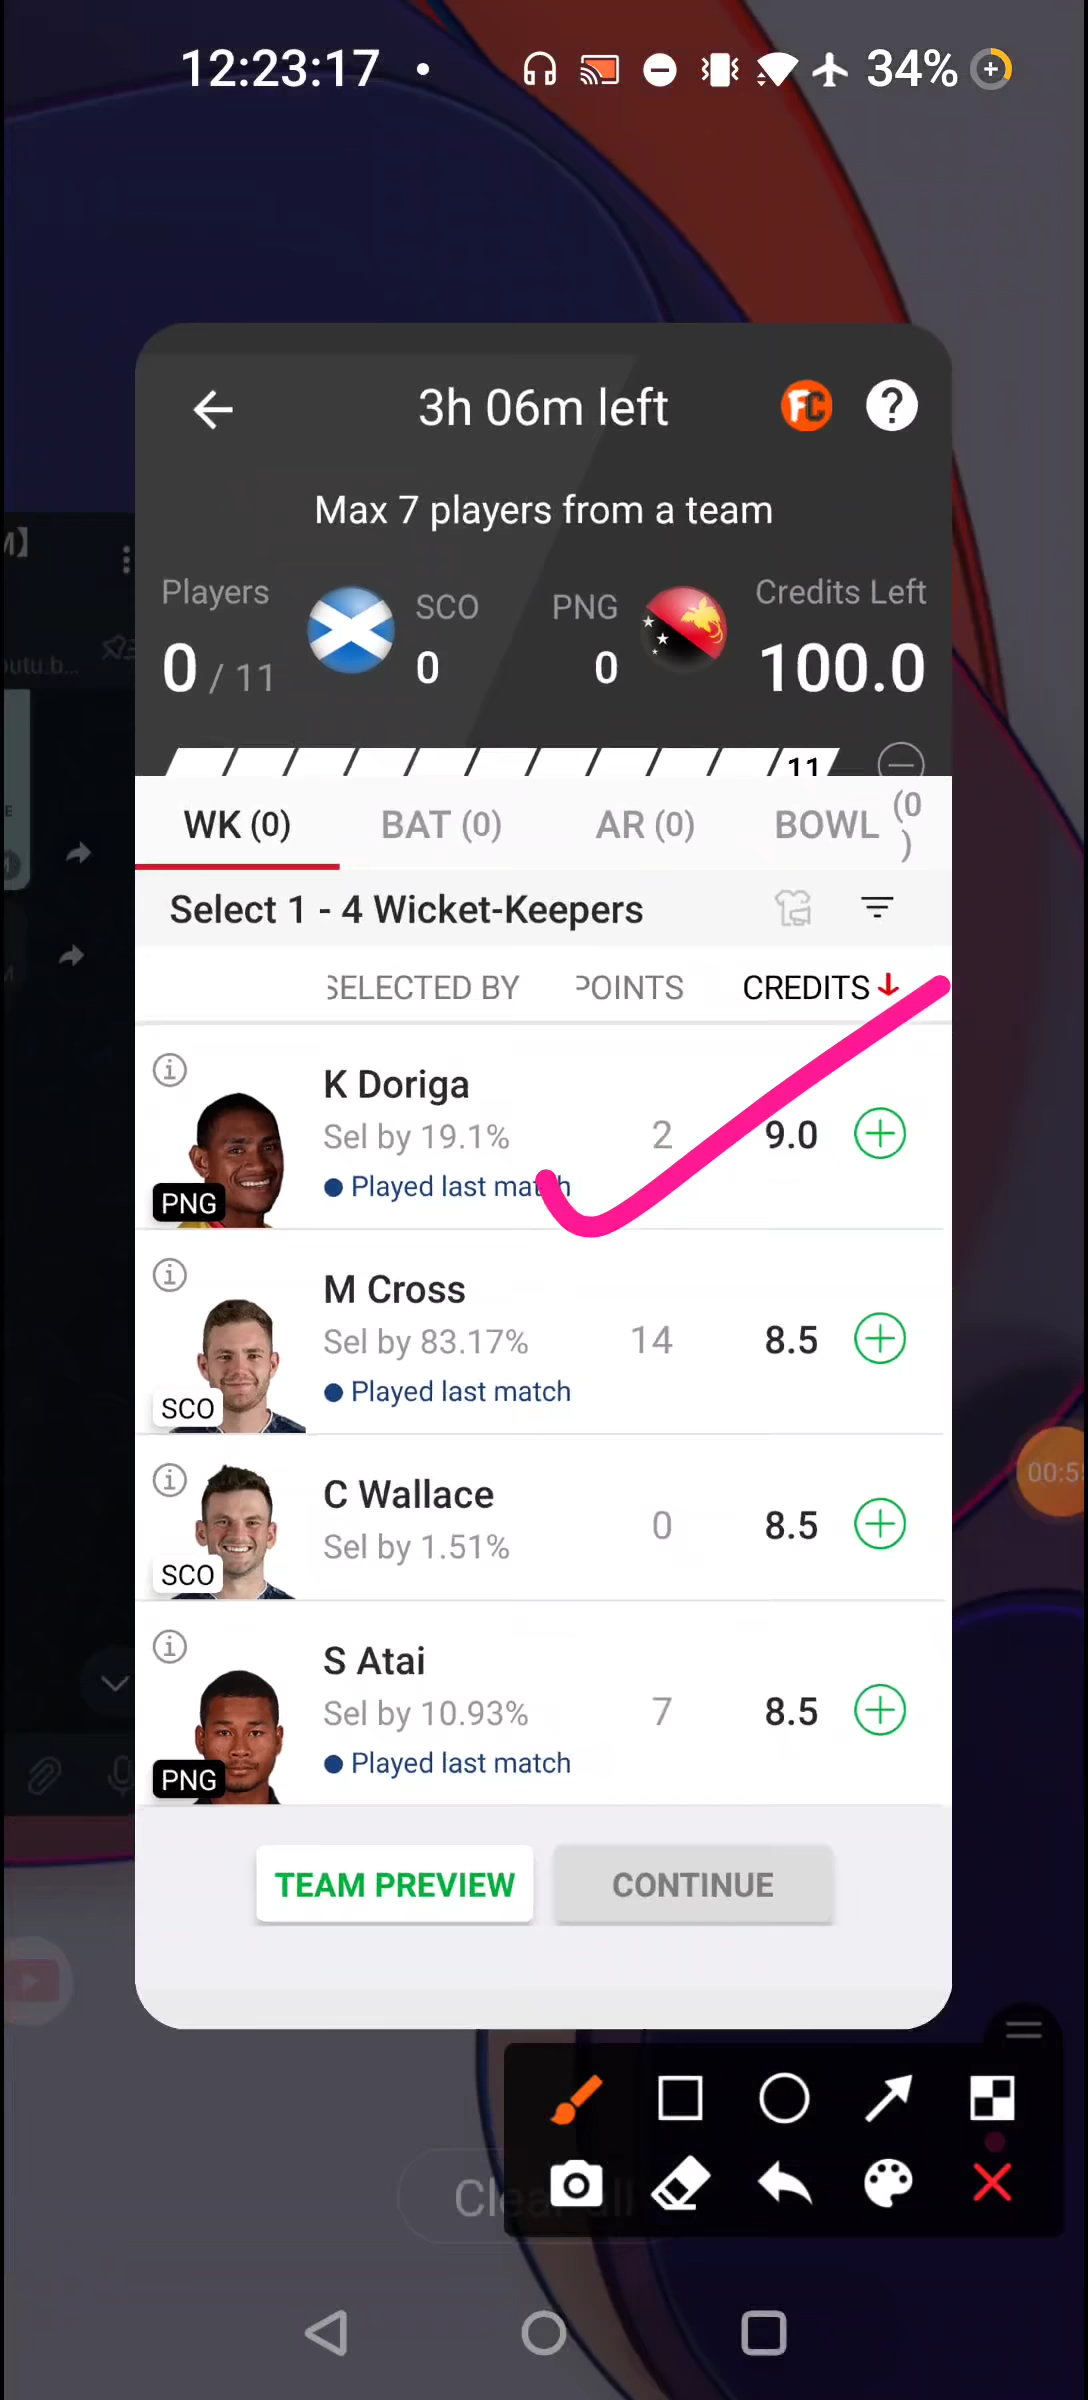 12:23:17
34%
3h 06m left
FC
?
Max 7 players from a team
Players
0 / 11
SCO
0
PNG
0
Credits Left
100.0
11
WK (0)
BAT (0)
AR (0)
BOWL (0)
Select 1 - 4 Wicket-Keepers
SELECTED BY
POINTS
CREDITS
K Doriga
Sel by 19.1%
2
9.0
Played last match
PNG
M Cross
Sel by 83.17%
14
8.5
Played last match
SCO
C Wallace
Sel by 1.51%
0
8.5
SCO
S Atai
Sel by 10.93%
7
8.5
Played last match
PNG
TEAM PREVIEW
CONTINUE
utu.b...
00:5